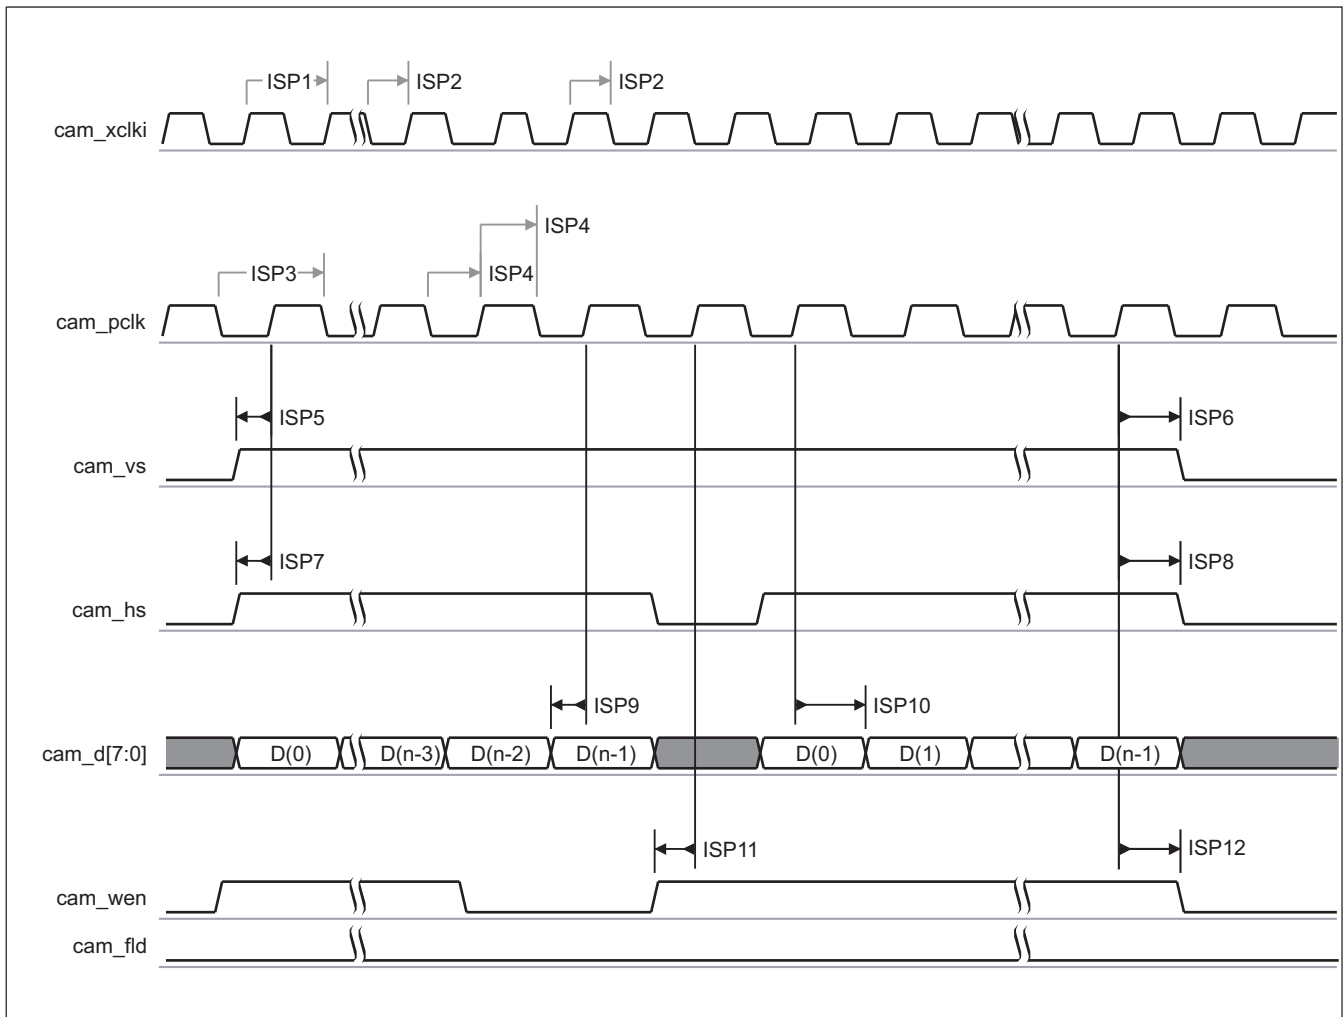 ISP1 ISP2 ISP2
cam_xclki
ISP4
ISP3 ISP4
cam_pclk
ISP5 ISP6
cam_vs
ISP7 ISP8
cam_hs
ISP9 ISP10
cam_d[7:0] D(0) D(n-3) D(n-2) D(n-1) D(0) D(1) D(n-1)
ISP11 ISP12
cam_wen
cam_fld